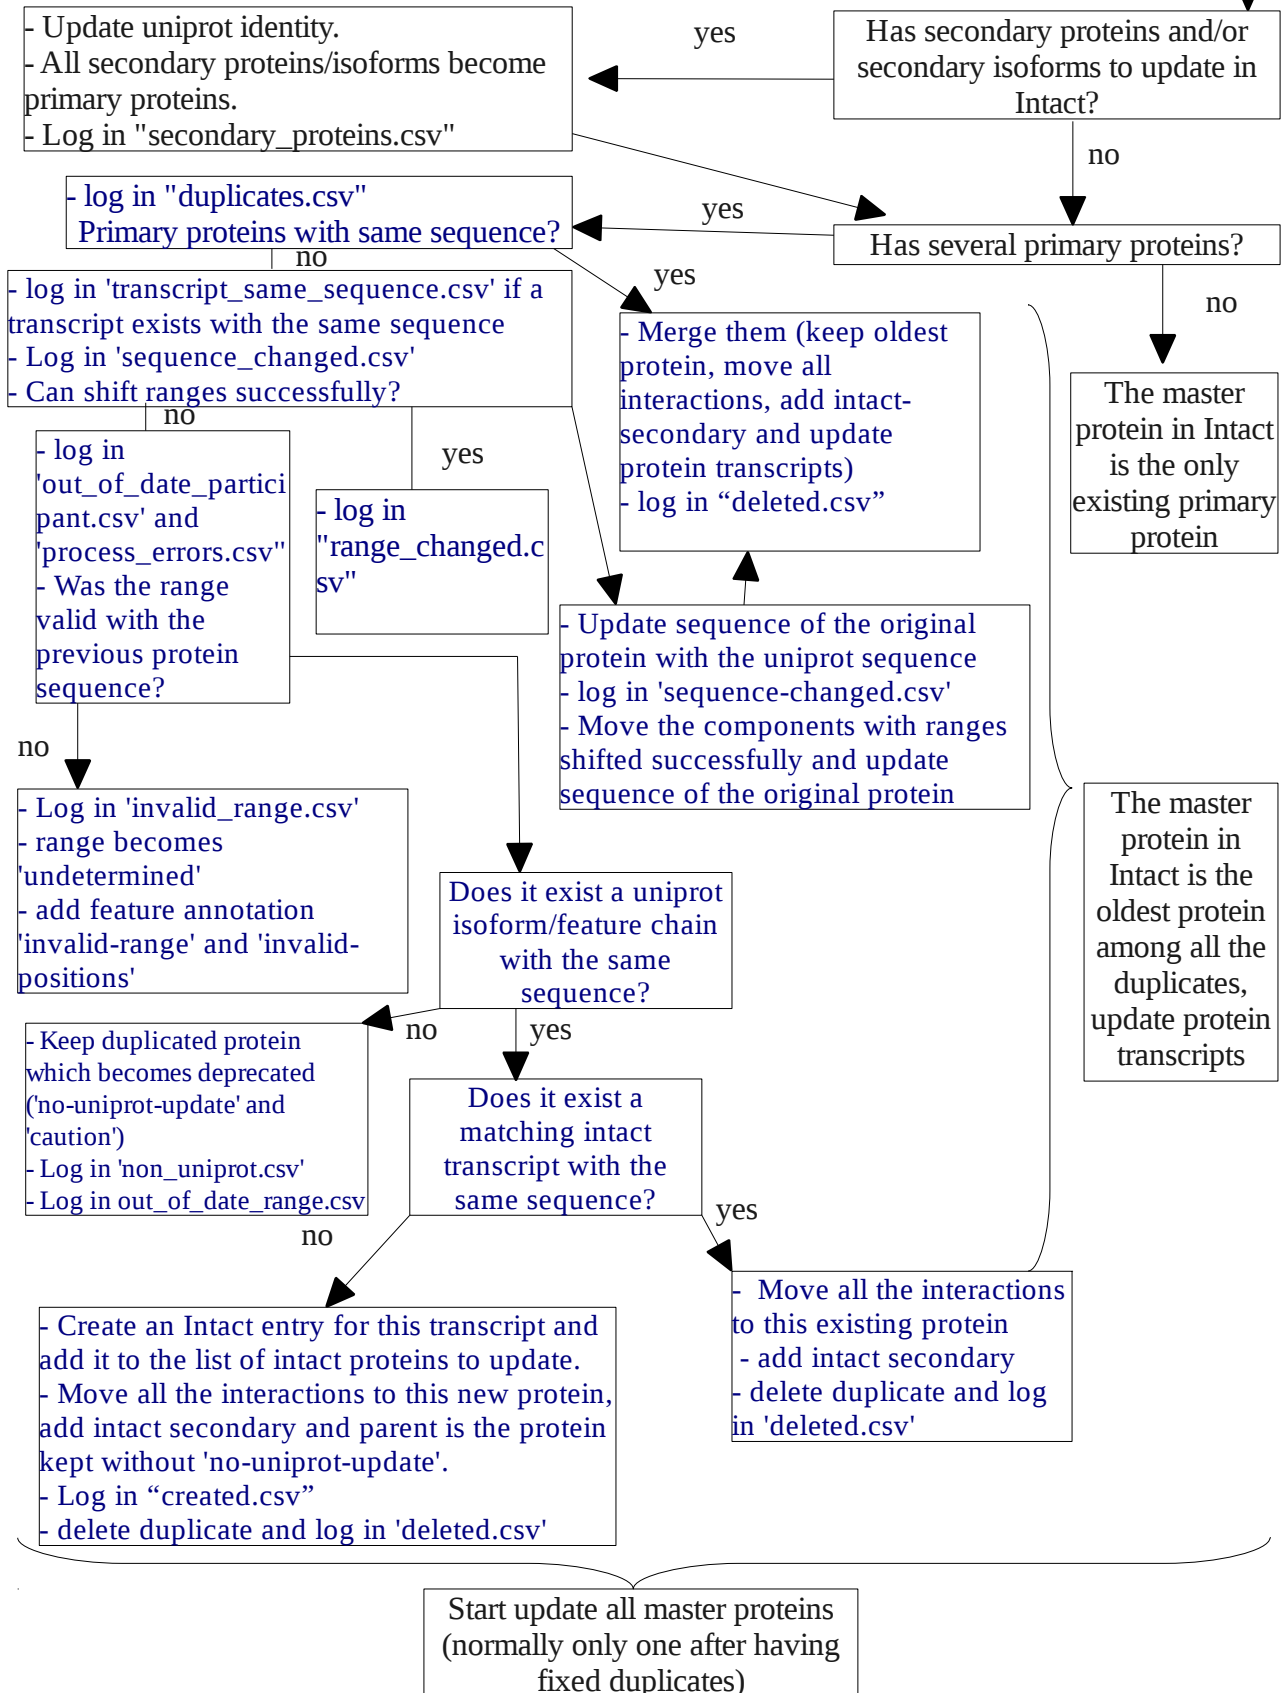 - Update uniprot identity.
- All secondary proteins/isoforms become
primary proteins.
- Log in "secondary_proteins.csv"
yes
Has secondary proteins and/or
secondary isoforms to update in
Intact?
no
- log in "duplicates.csv"
Primary proteins with same sequence?
yes
Has several primary proteins?
no
yes
no
- log in 'transcript_same_sequence.csv' if a
transcript exists with the same sequence
- Log in 'sequence_changed.csv'
- Can shift ranges successfully?
- Merge them (keep oldest
protein, move all
interactions, add intact-
secondary and update
protein transcripts)
- log in “deleted.csv”
The master
protein in Intact
is the only
existing primary
protein
no
yes
- log in
'out_of_date_partici
pant.csv' and
'process_errors.csv"
- Was the range
valid with the
previous protein
sequence?
- log in
"range_changed.c
sv"
- Update sequence of the original
protein with the uniprot sequence
- log in 'sequence-changed.csv'
- Move the components with ranges
shifted successfully and update
sequence of the original protein
no
- Log in 'invalid_range.csv'
- range becomes
'undetermined'
- add feature annotation
'invalid-range' and 'invalid-
positions'
The master
protein in
Intact is the
oldest protein
among all the
duplicates,
update protein
transcripts
Does it exist a uniprot
isoform/feature chain
with the same
sequence?
no
yes
- Keep duplicated protein
which becomes deprecated
('no-uniprot-update' and
'caution')
- Log in 'non_uniprot.csv'
- Log in out_of_date_range.csv
Does it exist a
matching intact
transcript with the
same sequence?
no
yes
- Move all the interactions
to this existing protein
- add intact secondary
- delete duplicate and log
in 'deleted.csv'
- Create an Intact entry for this transcript and
add it to the list of intact proteins to update.
- Move all the interactions to this new protein,
add intact secondary and parent is the protein
kept without 'no-uniprot-update'.
- Log in “created.csv”
- delete duplicate and log in 'deleted.csv'
Start update all master proteins
(normally only one after having
fixed duplicates)